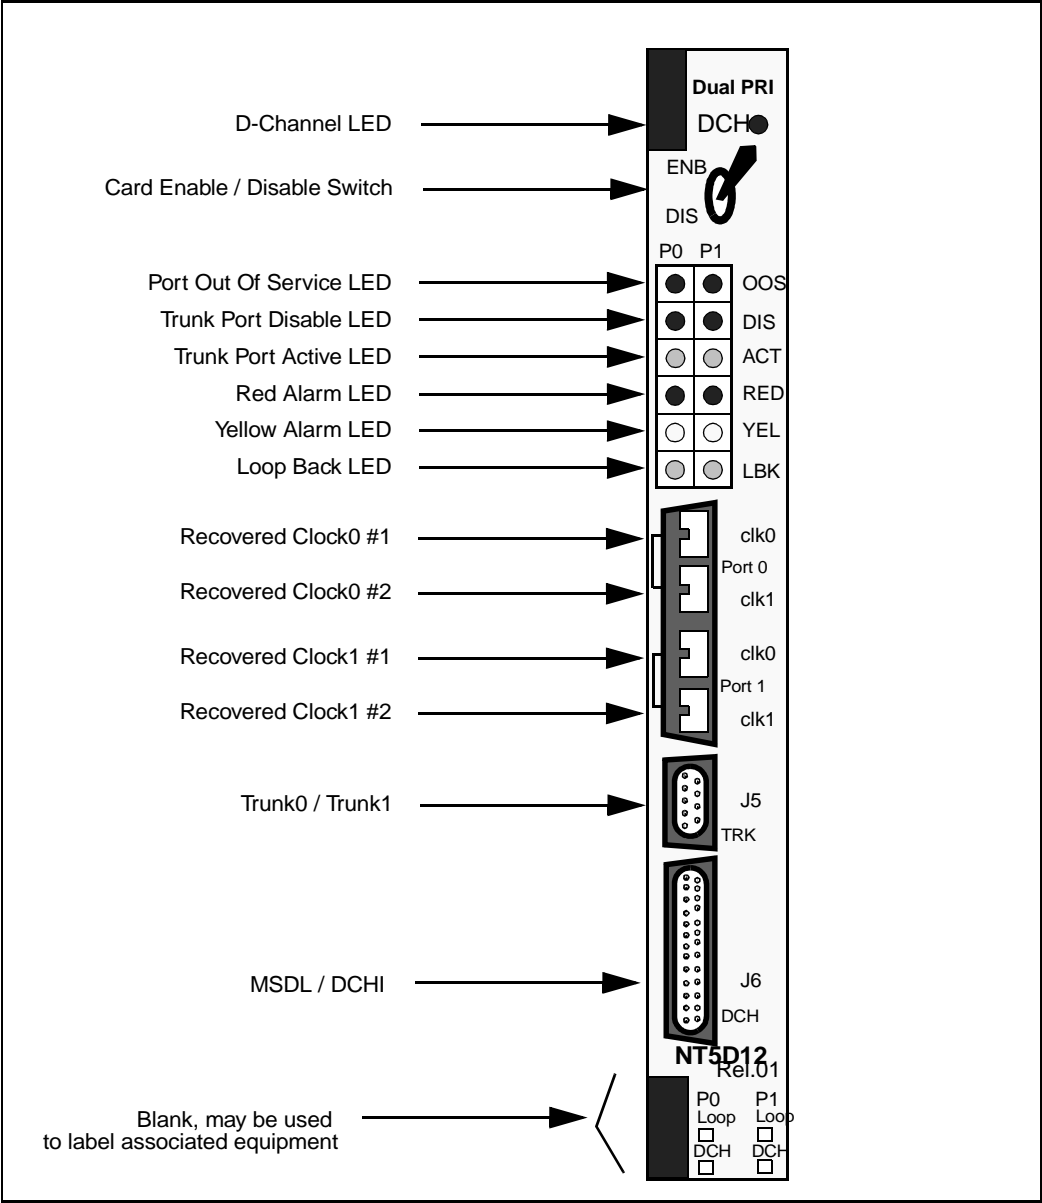 Dual PRI
D-Channel LED
DCH
ENB
Card Enable / Disable Switch
DIS
P0 P1
Port Out Of Service LED
OOS
Trunk Port Disable LED
DIS
Trunk Port Active LED
ACT
Red Alarm LED
RED
Yellow Alarm LED
YEL
Loop Back LED
LBK
Recovered Clock0 #1
clk0
Port 0
Recovered Clock0 #2
clk1
Recovered Clock1 #1
clk0
Port 1
Recovered Clock1 #2
clk1
Trunk0 / Trunk1
J5
TRK
MSDL / DCHI
J6
DCH
NT5D12
Rel.01
P0 P1
Loop Loop
DCH DCH
Blank, may be used
to label associated equipment